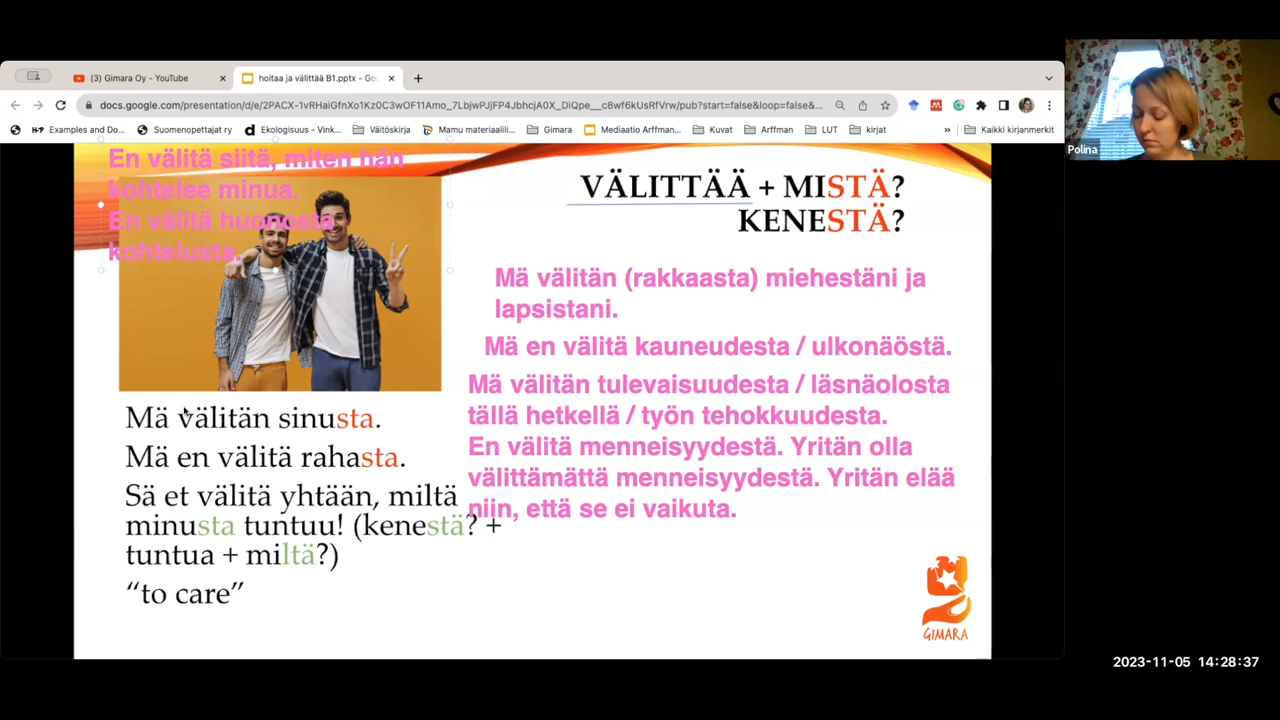 (3) Gimara Oy - YouTube
hoitaa ja välittää B1.pptx - Go
docs.google.com/presentation/d/e/2PACX-1vRHaiGfnXo1Kz0C3wOF11Amo_7LbjwPJjFP4JbhcjA0X_DiQpe__c8wf6kUsRfVrw/pub?start=false&loop=false&...
Examples and Do... Suomenopettajat ry Ekologisuus - Vink... Väitöskirja Mamu materiaalili... Gimara Mediaatio Arffman... Kuvat Arffman kirjat » Kaikki kirjanmerkit
Polina
En välitä siitä, miten hän
kohtelee minua.
En välitä huonosta
kohtelusta.
VÄLITTÄÄ + MISTÄ?
KENESTÄ?
Mä välitän (rakkaasta) miehestäni ja
lapsistani.
Mä en välitä kauneudesta / ulkonäöstä.
Mä välitän tulevaisuudesta / läsnäolosta
tällä hetkellä / työn tehokkuudesta.
En välitä menneisyydestä. Yritän olla
välittämättä menneisyydestä. Yritän elää
niin, että se ei vaikuta.
Mä välitän sinusta.
Mä en välitä rahasta.
Sä et välitä yhtään, miltä
minusta tuntuu! (kenestä? +
tuntua + miltä?)
“to care”
GIMARA
2023-11-05 14:28:37